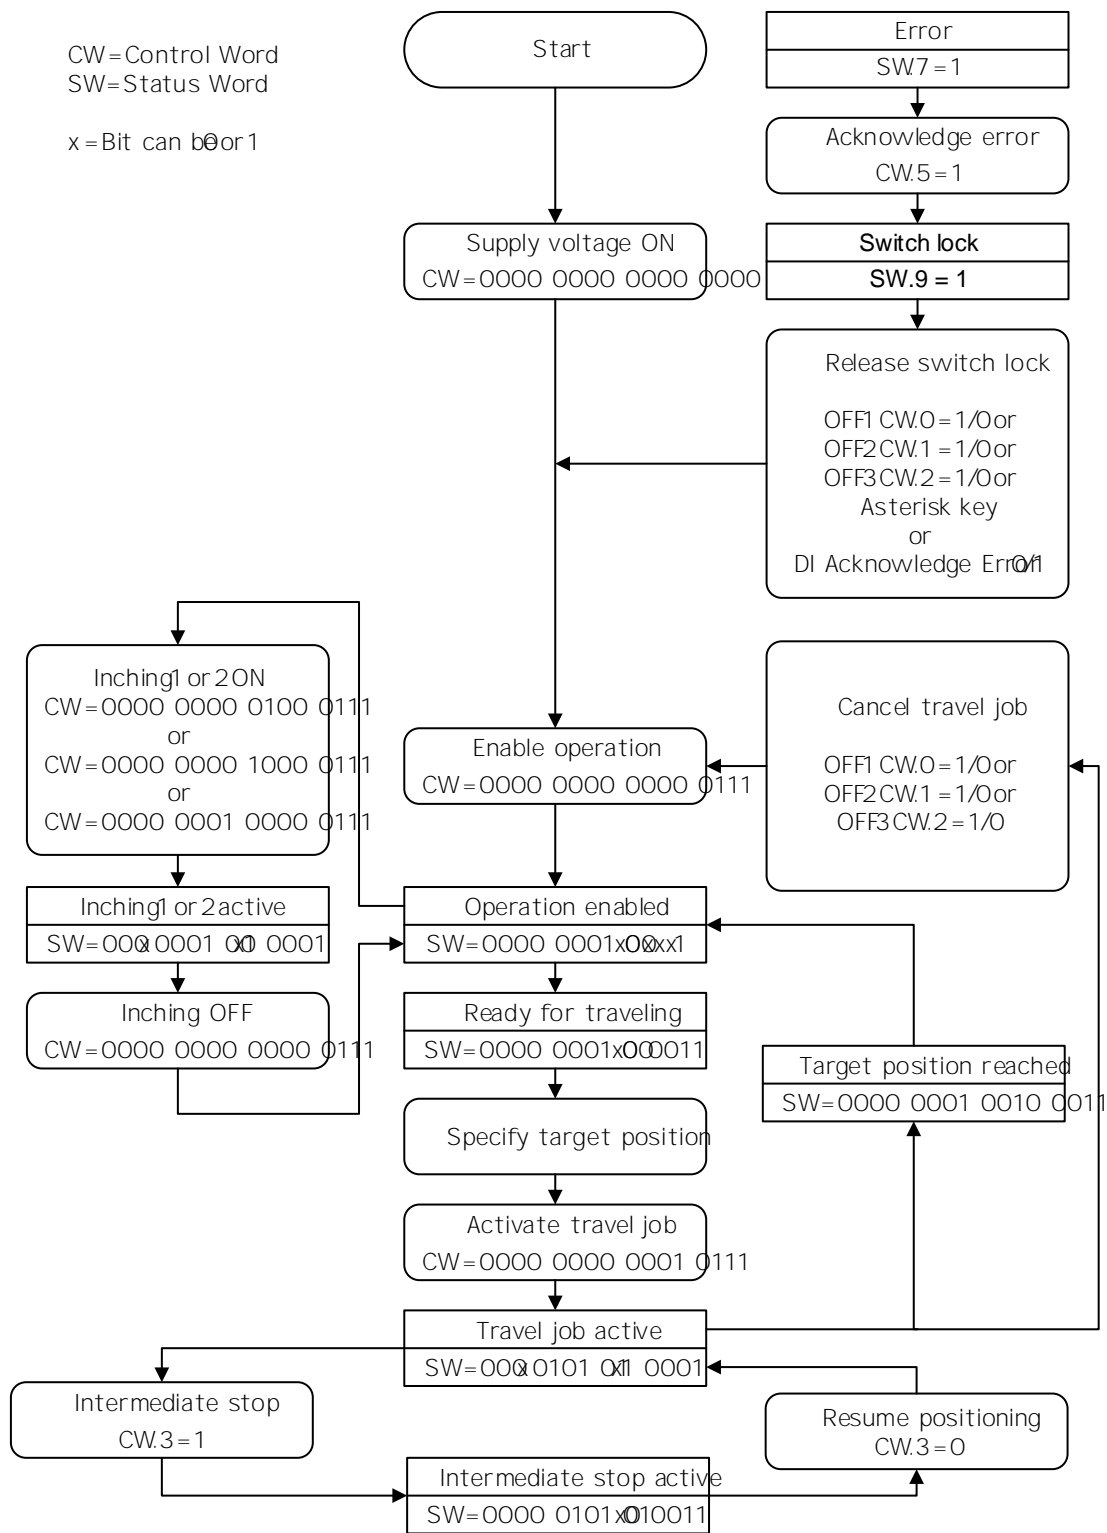 CW=Control Word
SW=Status Word
x=Bit can be 0 or 1
Start
Error
SW.7=1
Acknowledge error
CW.5=1
Supply voltage ON
CW=0000 0000 0000 0000
Switch lock
SW.9 = 1
Release switch lock
OFF1 CW.0=1/0 or
OFF2 CW.1=1/0 or
OFF3 CW.2=1/0 or
Asterisk key
or
DI Acknowledge Error 0/1
Inching 1 or 2 ON
CW=0000 0000 0100 0111
or
CW=0000 0000 1000 0111
or
CW=0000 0001 0000 0111
Enable operation
CW=0000 0000 0000 0111
Cancel travel job
OFF1 CW.0=1/0 or
OFF2 CW.1=1/0 or
OFF3 CW.2=1/0
Inching 1 or 2 active
SW=000x 0001 0001
Operation enabled
SW=0000 0001
Inching OFF
CW=0000 0000 0000 0111
Ready for traveling
SW=0000 0001 0011
Target position reached
SW=0000 0001 0010 0011
Specify target position
Activate travel job
CW=0000 0000 0001 0111
Travel job active
SW=000x 0101 0001
Intermediate stop
CW.3=1
Resume positioning
CW.3=0
Intermediate stop active
SW=0000 0101